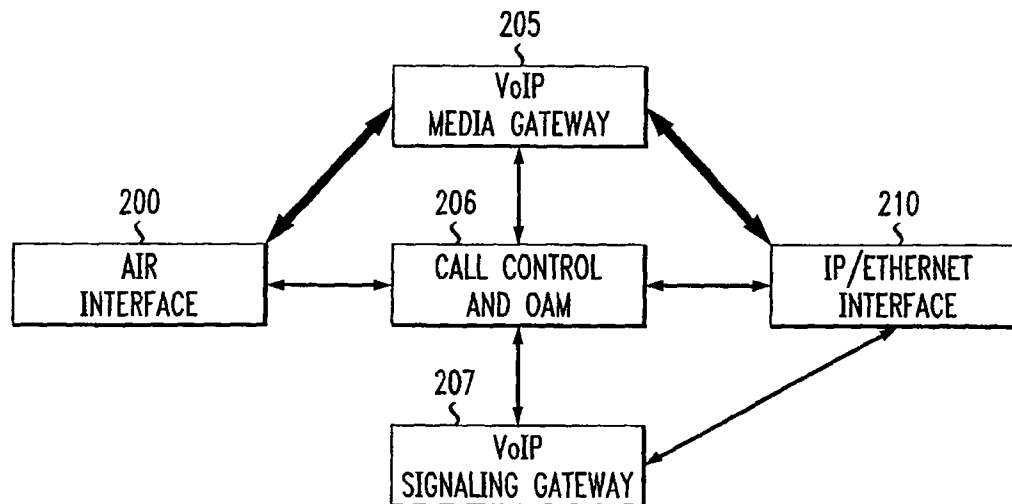 205
VoIP
MEDIA GATEWAY
200
AIR
INTERFACE
206
CALL CONTROL
AND OAM
210
IP/ETHERNET
INTERFACE
207
VoIP
SIGNALING GATEWAY